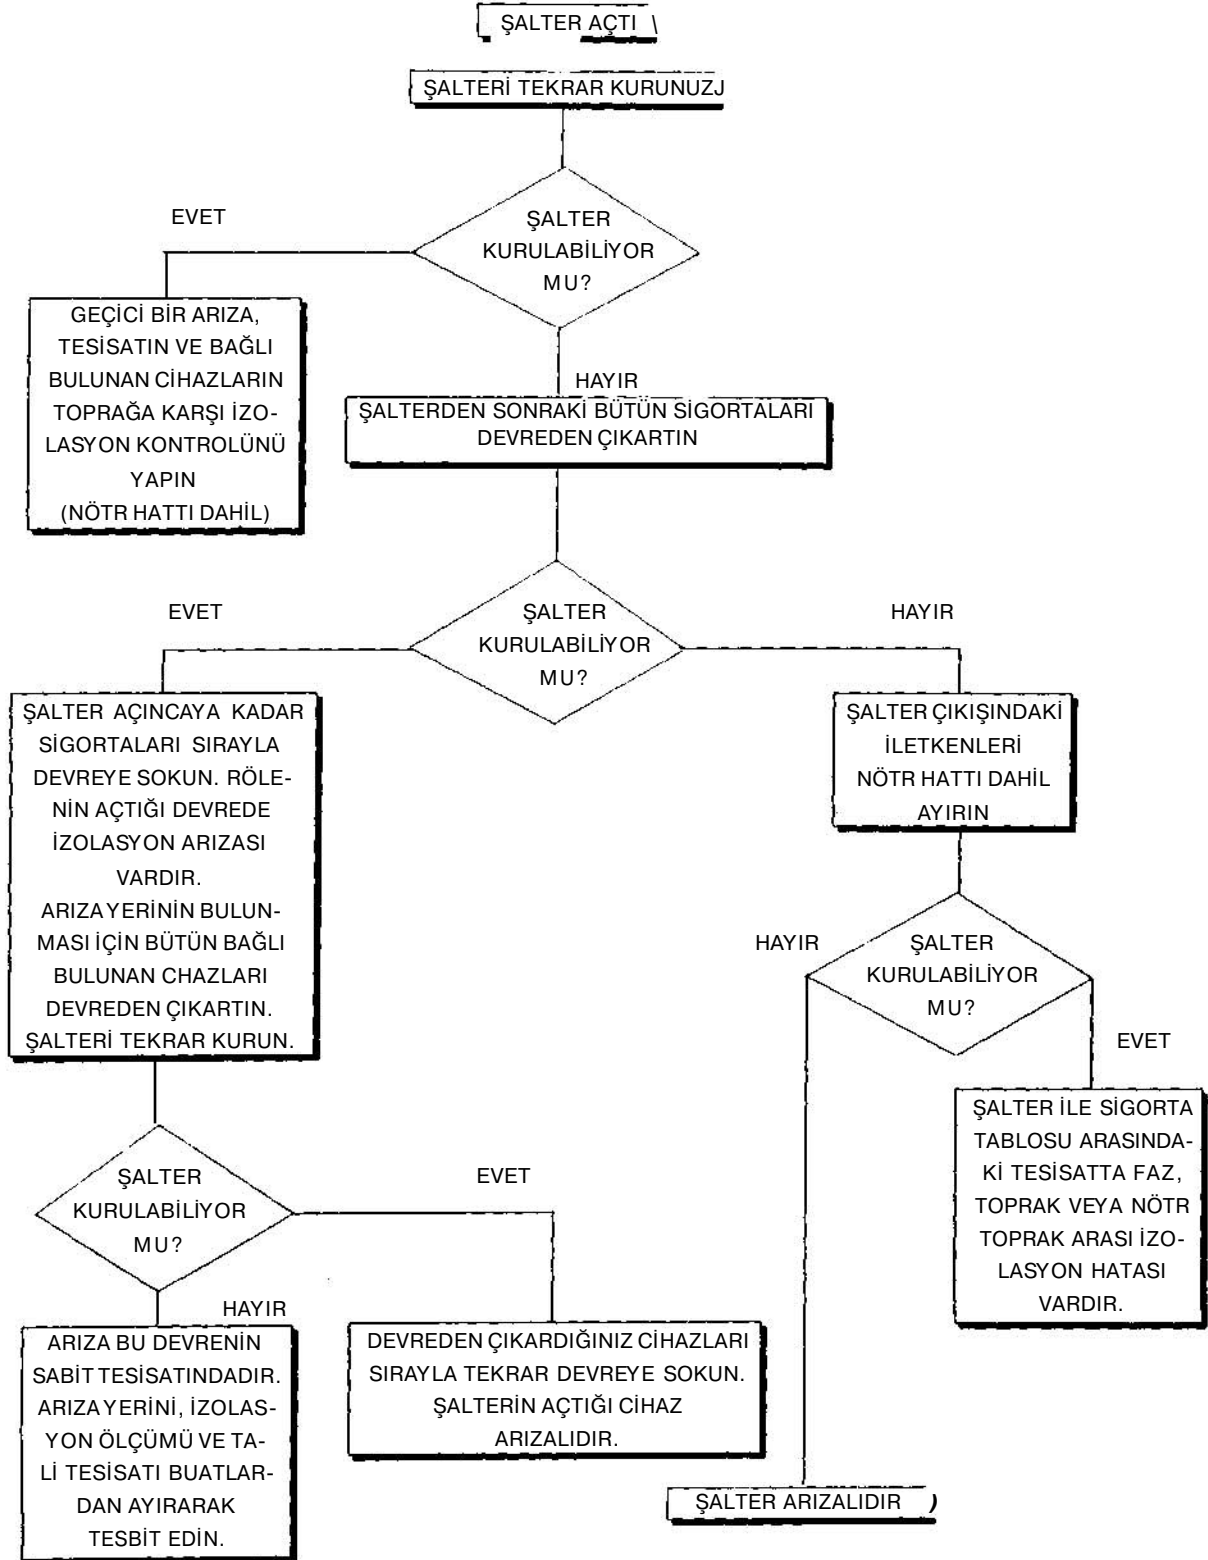 ŞALTER AÇTI \
ŞALTERİ TEKRAR KURUNUZJ
EVET
ŞALTER
KURULABİLİYOR
MU?
GEÇİCİ BİR ARIZA,
TESİSATIN VE BAĞLI
BULUNAN CİHAZLARIN
TOPRAĞA KARŞI İZO-
LASYON KONTROLÜNÜ
YAPIN
(NÖTR HATTI DAHİL)
HAYIR
ŞALTERDEN SONRAKİ BÜTÜN SİGORTALARI
DEVREDEN ÇIKARTIN
EVET
ŞALTER
KURULABİLİYOR
MU?
HAYIR
ŞALTER AÇINCAYA KADAR
SİGORTALARI SIRAYLA
DEVREYE SOKUN. RÖLE-
NİN AÇTIĞI DEVREDE
İZOLASYON ARIZASI
VARDIR.
ARIZA YERİNİN BULUN-
MASI İÇİN BÜTÜN BAĞLI
BULUNAN CHAZLARI
DEVREDEN ÇIKARTIN.
ŞALTERİ TEKRAR KURUN.
ŞALTER ÇIKIŞINDAKİ
İLETKENLERİ
NÖTR HATTI DAHİL
AYIRIN
HAYIR
ŞALTER
KURULABİLİYOR
MU?
EVET
ŞALTER İLE SİGORTA
TABLOSU ARASINDA-
Kİ TESİSATTA FAZ,
TOPRAK VEYA NÖTR
TOPRAK ARASI İZO-
LASYON HATASI
VARDIR.
ŞALTER
KURULABİLİYOR
MU?
EVET
HAYIR
ARIZA BU DEVRENİN
SABİT TESİSATINDADIR.
ARIZA YERİNİ, İZOLAS-
YON ÖLÇÜMÜ VE TA-
Lİ TESİSATI BUATLAR-
DAN AYIRARAK
TESBİT EDİN.
DEVREDEN ÇIKARDIĞINIZ CİHAZLARI
SIRAYLA TEKRAR DEVREYE SOKUN.
ŞALTERİN AÇTIĞI CİHAZ
ARIZALIDIR.
ŞALTER ARIZALIDIR )